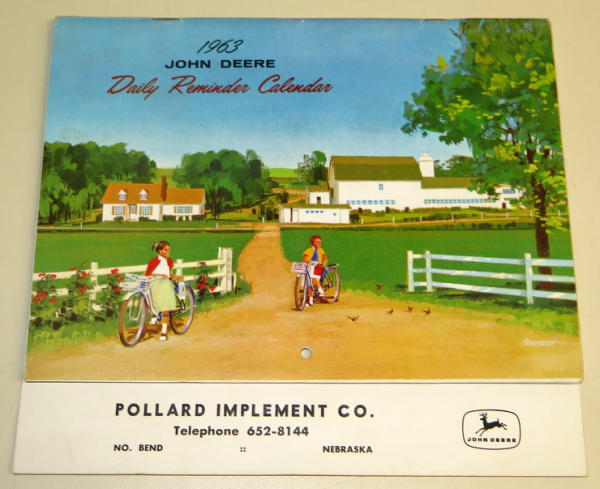 1963
JOHN DEERE
Daily Reminder Calendar
POLLARD IMPLEMENT CO.
Telephone 652-8144
NO. BEND :: NEBRASKA
JOHN DEERE